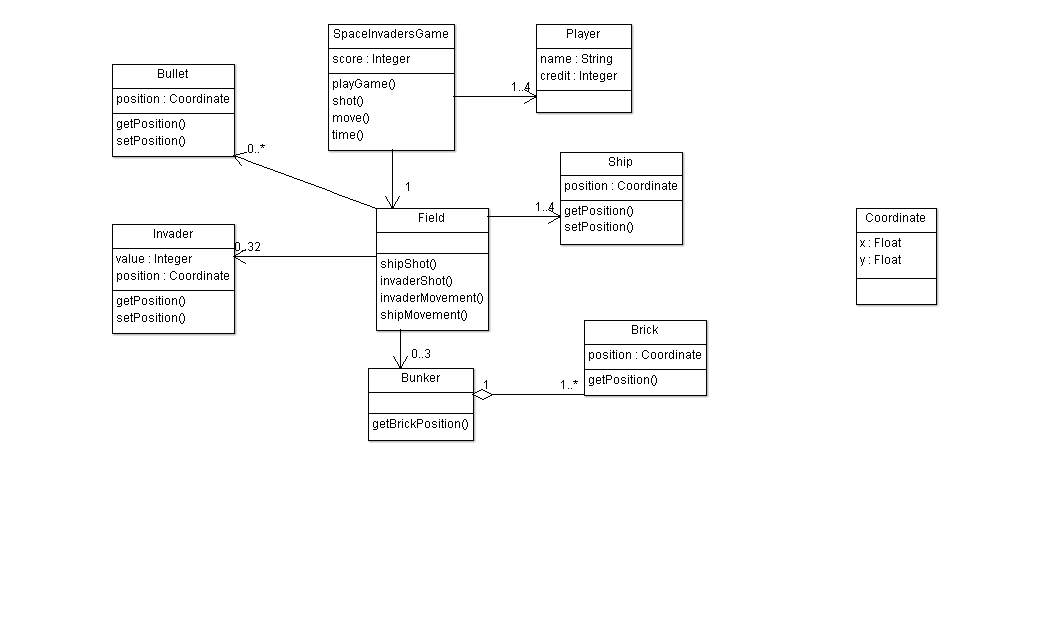 SpaceInvadersGame
score : Integer
playGame()
shot()
move()
time()
1..4
Player
name : String
credit : Integer
Bullet
position : Coordinate
getPosition()
setPosition()
0..*
1
Ship
position : Coordinate
getPosition()
setPosition()
1..4
Field
shipShot()
invaderShot()
invaderMovement()
shipMovement()
Coordinate
x : Float
y : Float
Invader
value : Integer
position : Coordinate
getPosition()
setPosition()
0..32
0..3
Bunker
getBrickPosition()
1
1..*
Brick
position : Coordinate
getPosition()